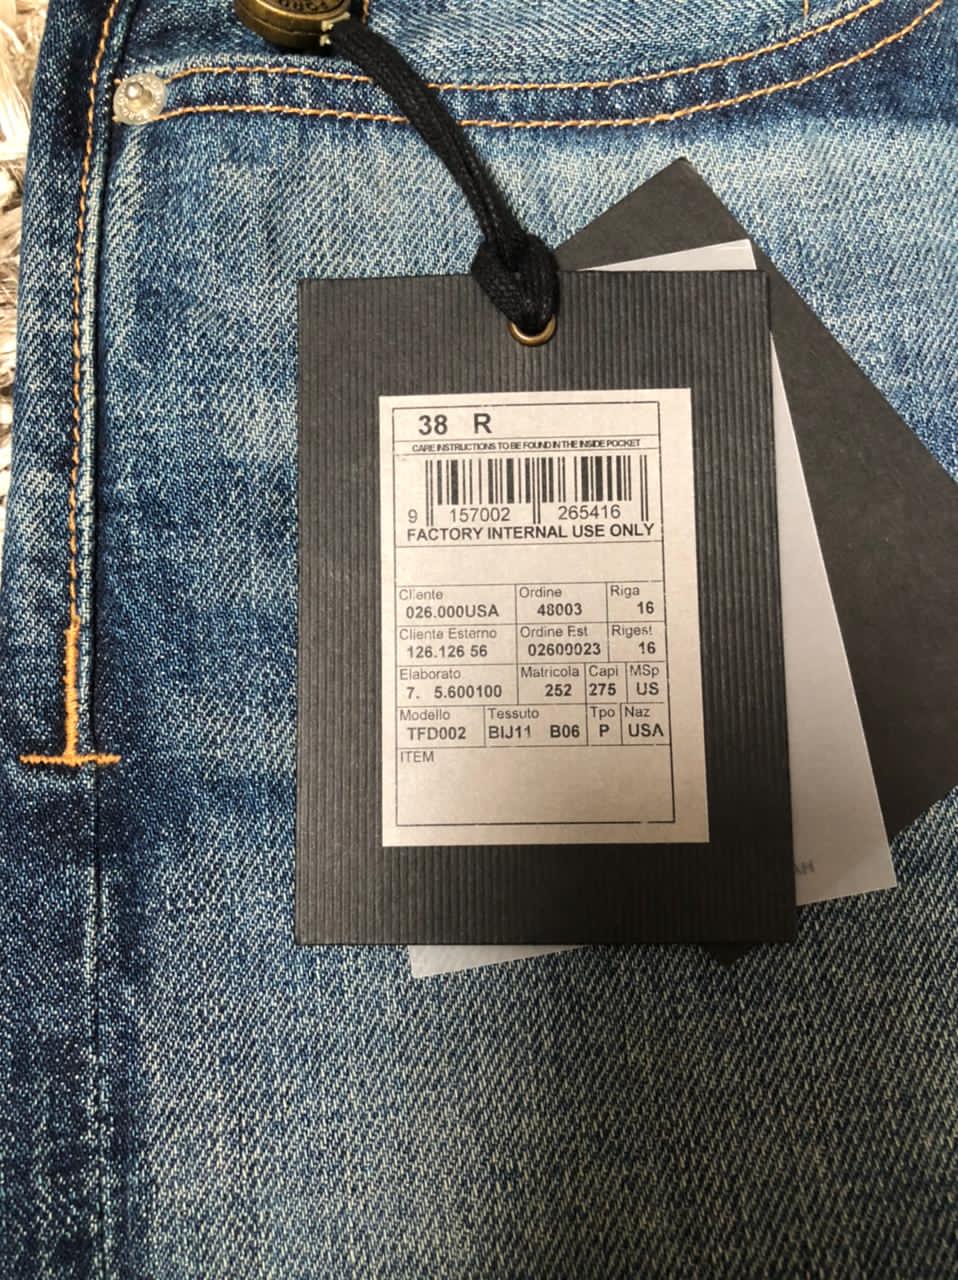 38 R
CARE INSTRUCTIONS TO BE FOUND IN THE INSIDE POCKET
9 157002 265416
FACTORY INTERNAL USE ONLY
Cliente Ordine Riga
026.000USA 48003 16
Cliente Esterno Ordine Est Rigest
126.126 56 02600023 16
Elaborato Matricola Capi MSp
7. 5.600100 252 275 US
Modello Tessuto Tpo Naz
TFD002 BIJ11 B06 P USA
ITEM